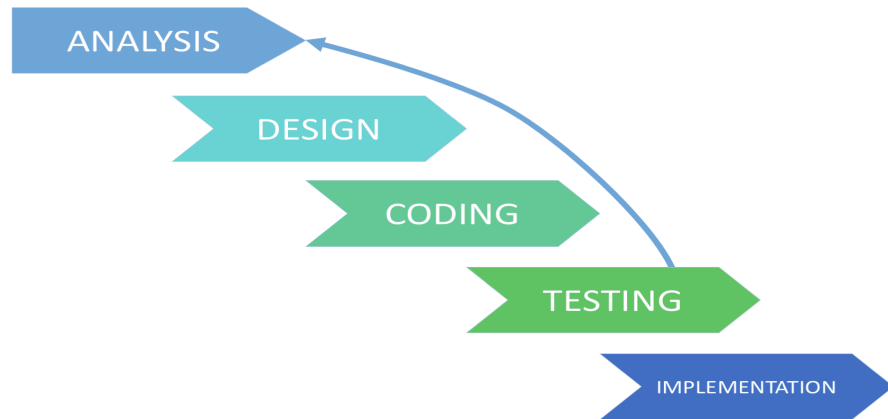 ANALYSIS
DESIGN
CODING
TESTING
IMPLEMENTATION